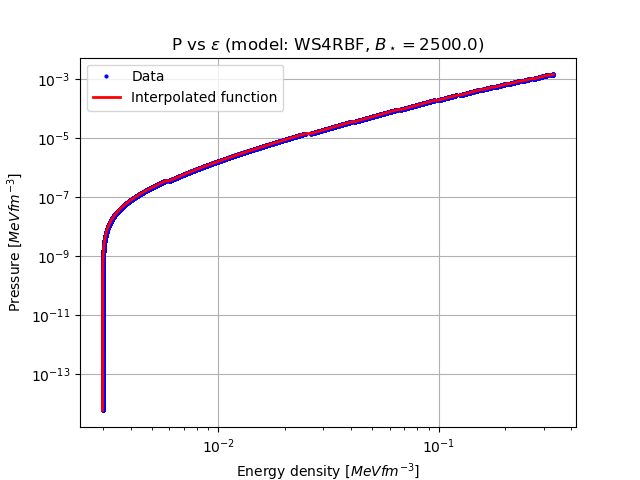 P vs ε (model: WS4RBF, B⋆ = 2500.0)
Data
Interpolated function
10⁻³
10⁻⁵
10⁻⁷
10⁻⁹
10⁻¹¹
10⁻¹³
Pressure [MeVfm⁻³]
10⁻² 10⁻¹
Energy density [MeVfm⁻³]